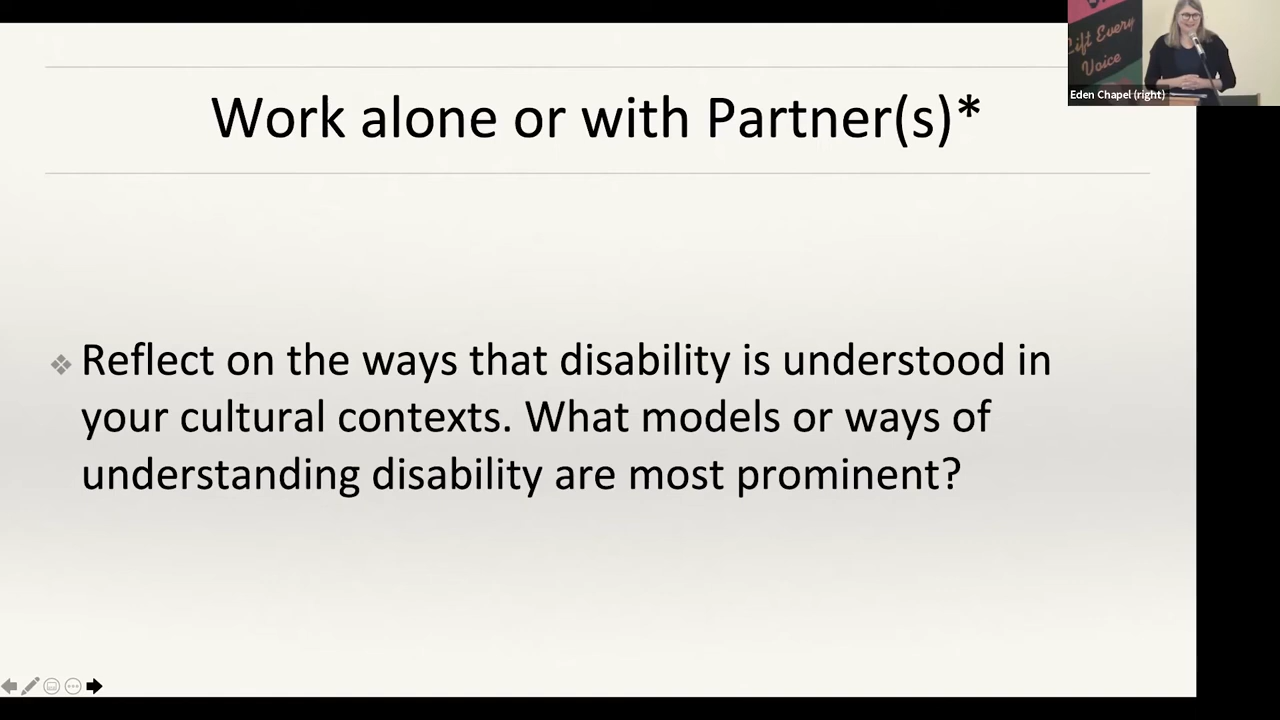 Work alone or with Partner(s)*
Lift Every
Voice
Eden Chapel (right)
Reflect on the ways that disability is understood in
your cultural contexts. What models or ways of
understanding disability are most prominent?